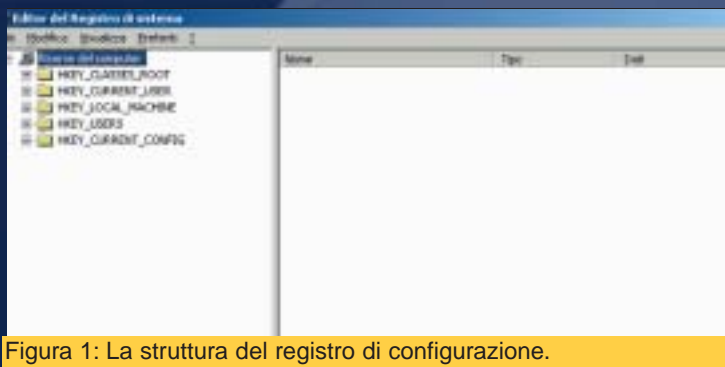 Editor del Registro di sistema
Modifica Visualizza Preferiti ?
Risorse del computer
HKEY_CLASSES_ROOT
HKEY_CURRENT_USER
HKEY_LOCAL_MACHINE
HKEY_USERS
HKEY_CURRENT_CONFIG
Nome Tipo Dati
Figura 1: La struttura del registro di configurazione.